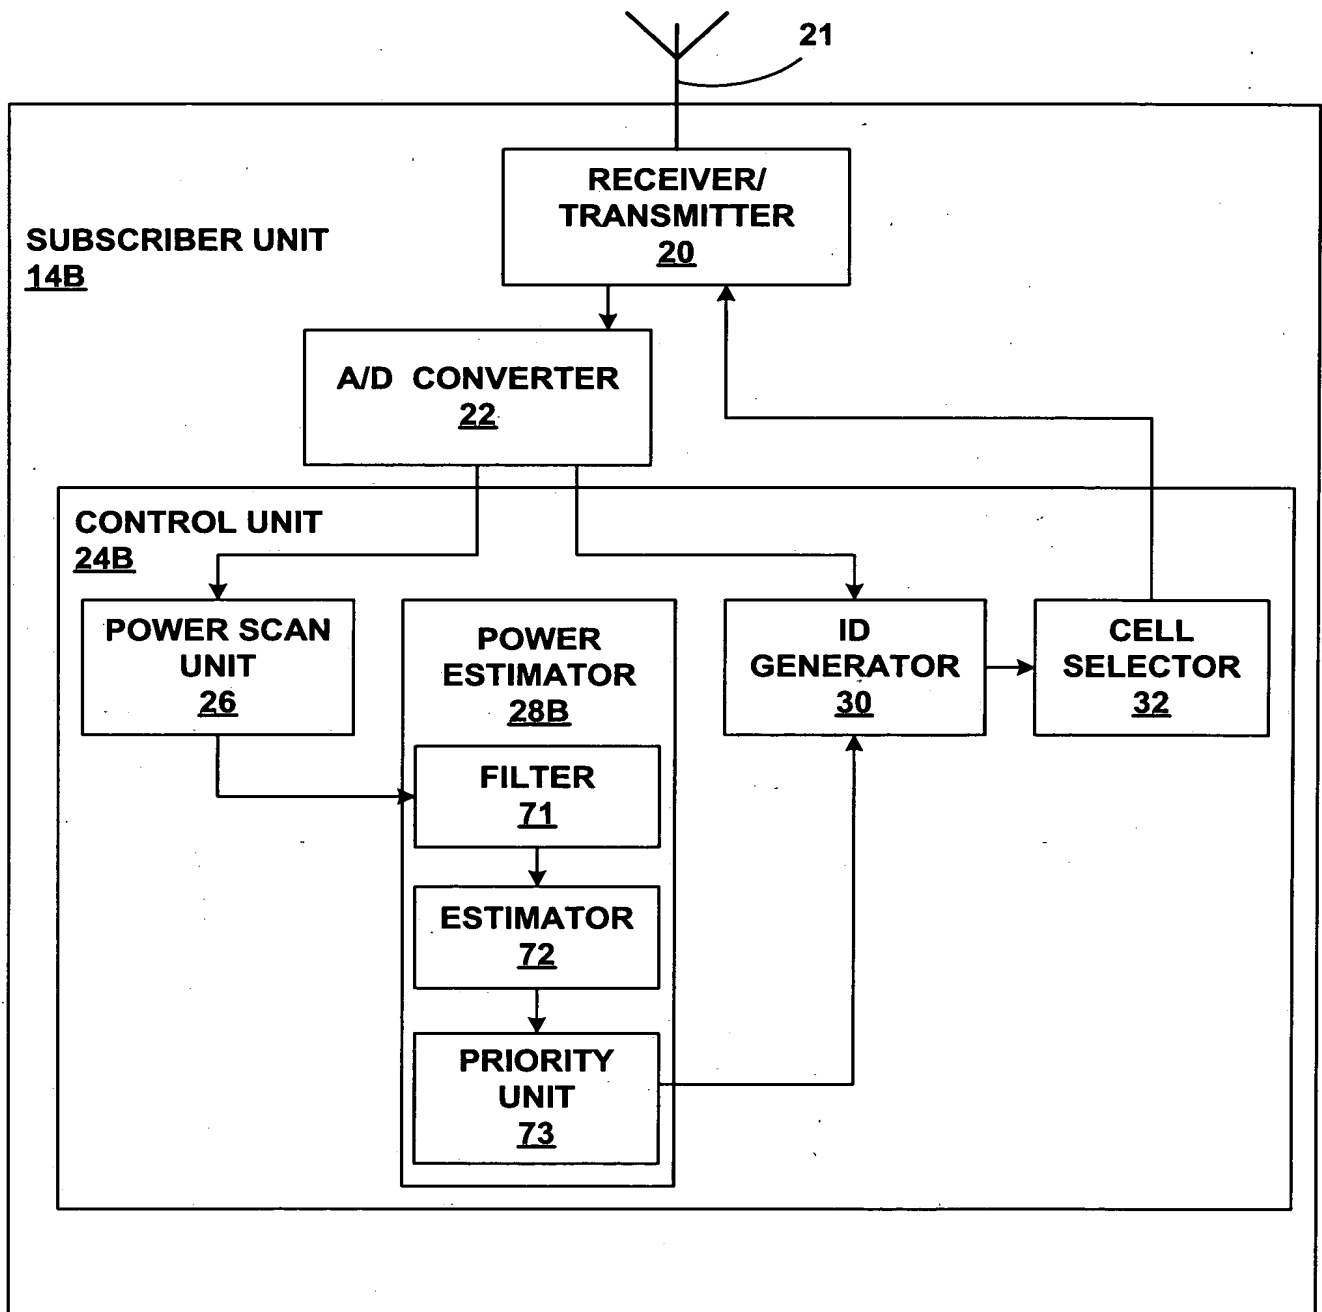 21
RECEIVER/
TRANSMITTER
20
SUBSCRIBER UNIT
14B
A/D CONVERTER
22
CONTROL UNIT
24B
POWER SCAN
UNIT
26
POWER
ESTIMATOR
28B
FILTER
71
ESTIMATOR
72
PRIORITY
UNIT
73
ID
GENERATOR
30
CELL
SELECTOR
32